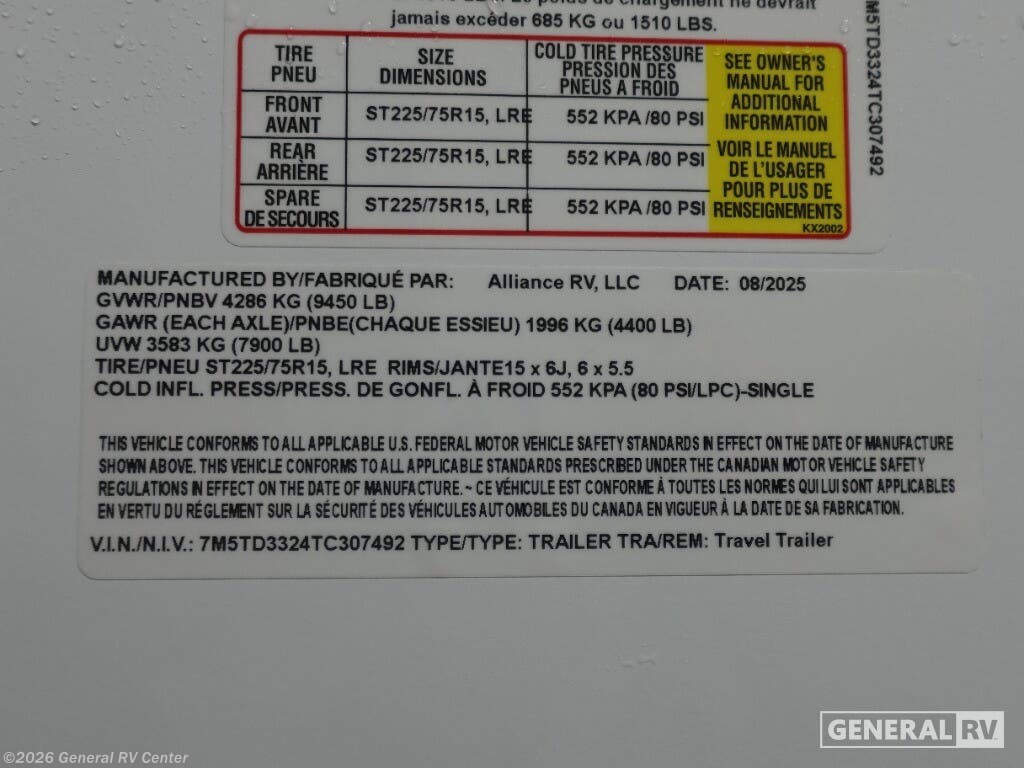 de chargement ne devrait
jamais excéder 685 KG ou 1510 LBS.
TIRE
PNEU
SIZE
DIMENSIONS
COLD TIRE PRESSURE
PRESSION DES
PNEUS A FROID
SEE OWNER'S
MANUAL FOR
ADDITIONAL
INFORMATION
VOIR LE MANUEL
DE L'USAGER
POUR PLUS DE
RENSEIGNEMENTS
KX2002
FRONT
AVANT
ST225/75R15, LRE
552 KPA /80 PSI
REAR
ARRIÈRE
ST225/75R15, LRE
552 KPA /80 PSI
SPARE
DE SECOURS
ST225/75R15, LRE
552 KPA /80 PSI
M5TD3324TC307492
MANUFACTURED BY/FABRIQUÉ PAR: Alliance RV, LLC DATE: 08/2025
GVWR/PNBV 4286 KG (9450 LB)
GAWR (EACH AXLE)/PNBE(CHAQUE ESSIEU) 1996 KG (4400 LB)
UVW 3583 KG (7900 LB)
TIRE/PNEU ST225/75R15, LRE RIMS/JANTE15 x 6J, 6 x 5.5
COLD INFL. PRESS/PRESS. DE GONFL. À FROID 552 KPA (80 PSI/LPC)-SINGLE
THIS VEHICLE CONFORMS TO ALL APPLICABLE U.S. FEDERAL MOTOR VEHICLE SAFETY STANDARDS IN EFFECT ON THE DATE OF MANUFACTURE
SHOWN ABOVE. THIS VEHICLE CONFORMS TO ALL APPLICABLE STANDARDS PRESCRIBED UNDER THE CANADIAN MOTOR VEHICLE SAFETY
REGULATIONS IN EFFECT ON THE DATE OF MANUFACTURE. ~ CE VÉHICULE EST CONFORME À TOUTES LES NORMES QUI LUI SONT APPLICABLES
EN VERTU DU RÉGLEMENT SUR LA SÉCURITÉ DES VÉHICULES AUTOMOBILES DU CANADA EN VIGUEUR À LA DATE DE SA FABRICATION.
V.I.N./N.I.V.: 7M5TD3324TC307492 TYPE/TYPE: TRAILER TRA/REM: Travel Trailer
GENERAL RV
©2026 General RV Center